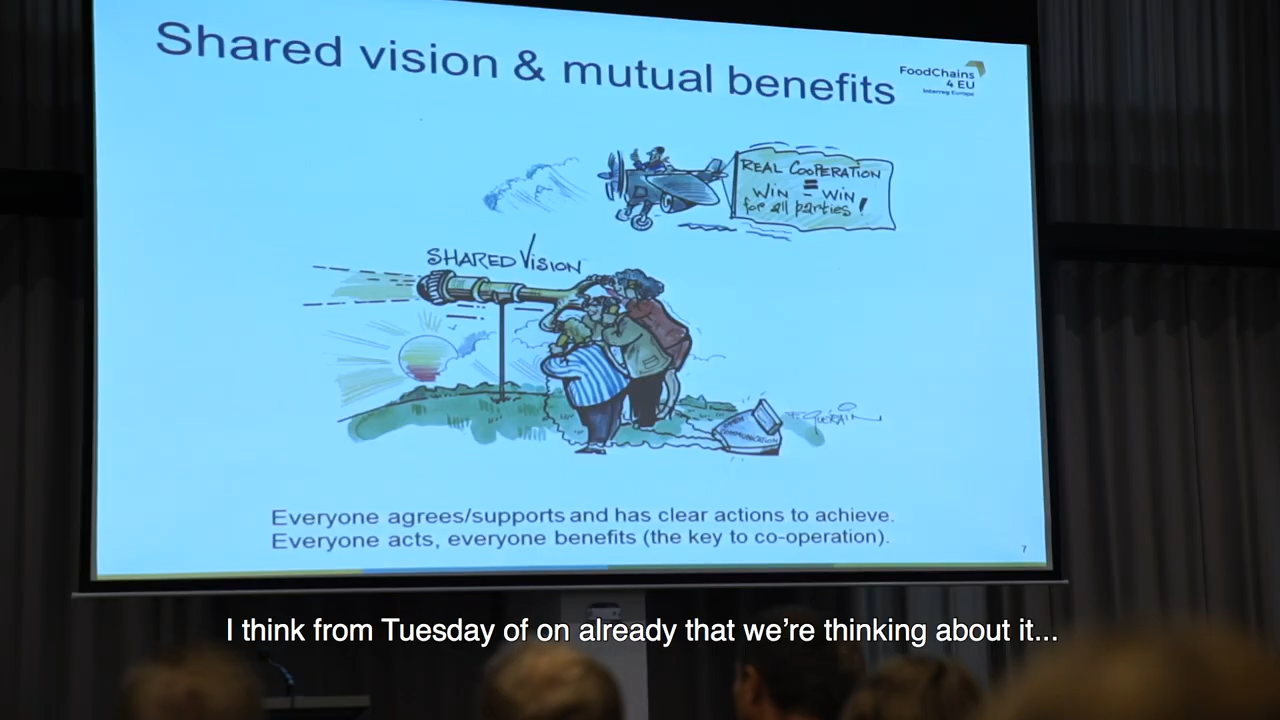 Shared vision & mutual benefits
FoodChains
4 EU
Interreg Europe
REAL COOPERATION
=
WIN - WIN
for all parties!
SHARED VISION
COMMUNICATION
Everyone agrees/supports and has clear actions to achieve.
Everyone acts, everyone benefits (the key to co-operation).
7
I think from Tuesday of on already that we're thinking about it...